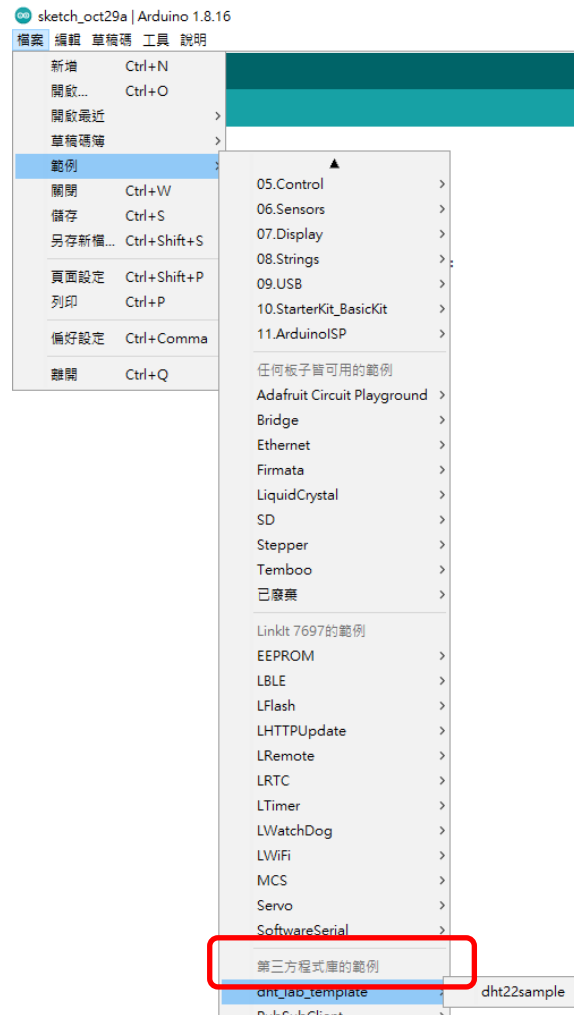 sketch_oct29a | Arduino 1.8.16
檔案 編輯 草稿碼 工具 說明
新增 Ctrl+N
開啟... Ctrl+O
開啟最近
草稿碼簿
範例
關閉 Ctrl+W
儲存 Ctrl+S
另存新檔... Ctrl+Shift+S
頁面設定 Ctrl+Shift+P
列印 Ctrl+P
偏好設定 Ctrl+Comma
離開 Ctrl+Q
05.Control
06.Sensors
07.Display
08.Strings
09.USB
10.StarterKit_BasicKit
11.ArduinoISP
任何板子皆可用的範例
Adafruit Circuit Playground
Bridge
Ethernet
Firmata
LiquidCrystal
SD
Stepper
Temboo
已廢棄
LinkIt 7697的範例
EEPROM
LBLE
LFlash
LHTTPUpdate
LRemote
LRTC
LTimer
LWatchDog
LWiFi
MCS
Servo
SoftwareSerial
第三方程式庫的範例
dht_lab_template
dht22sample
PubSubClient